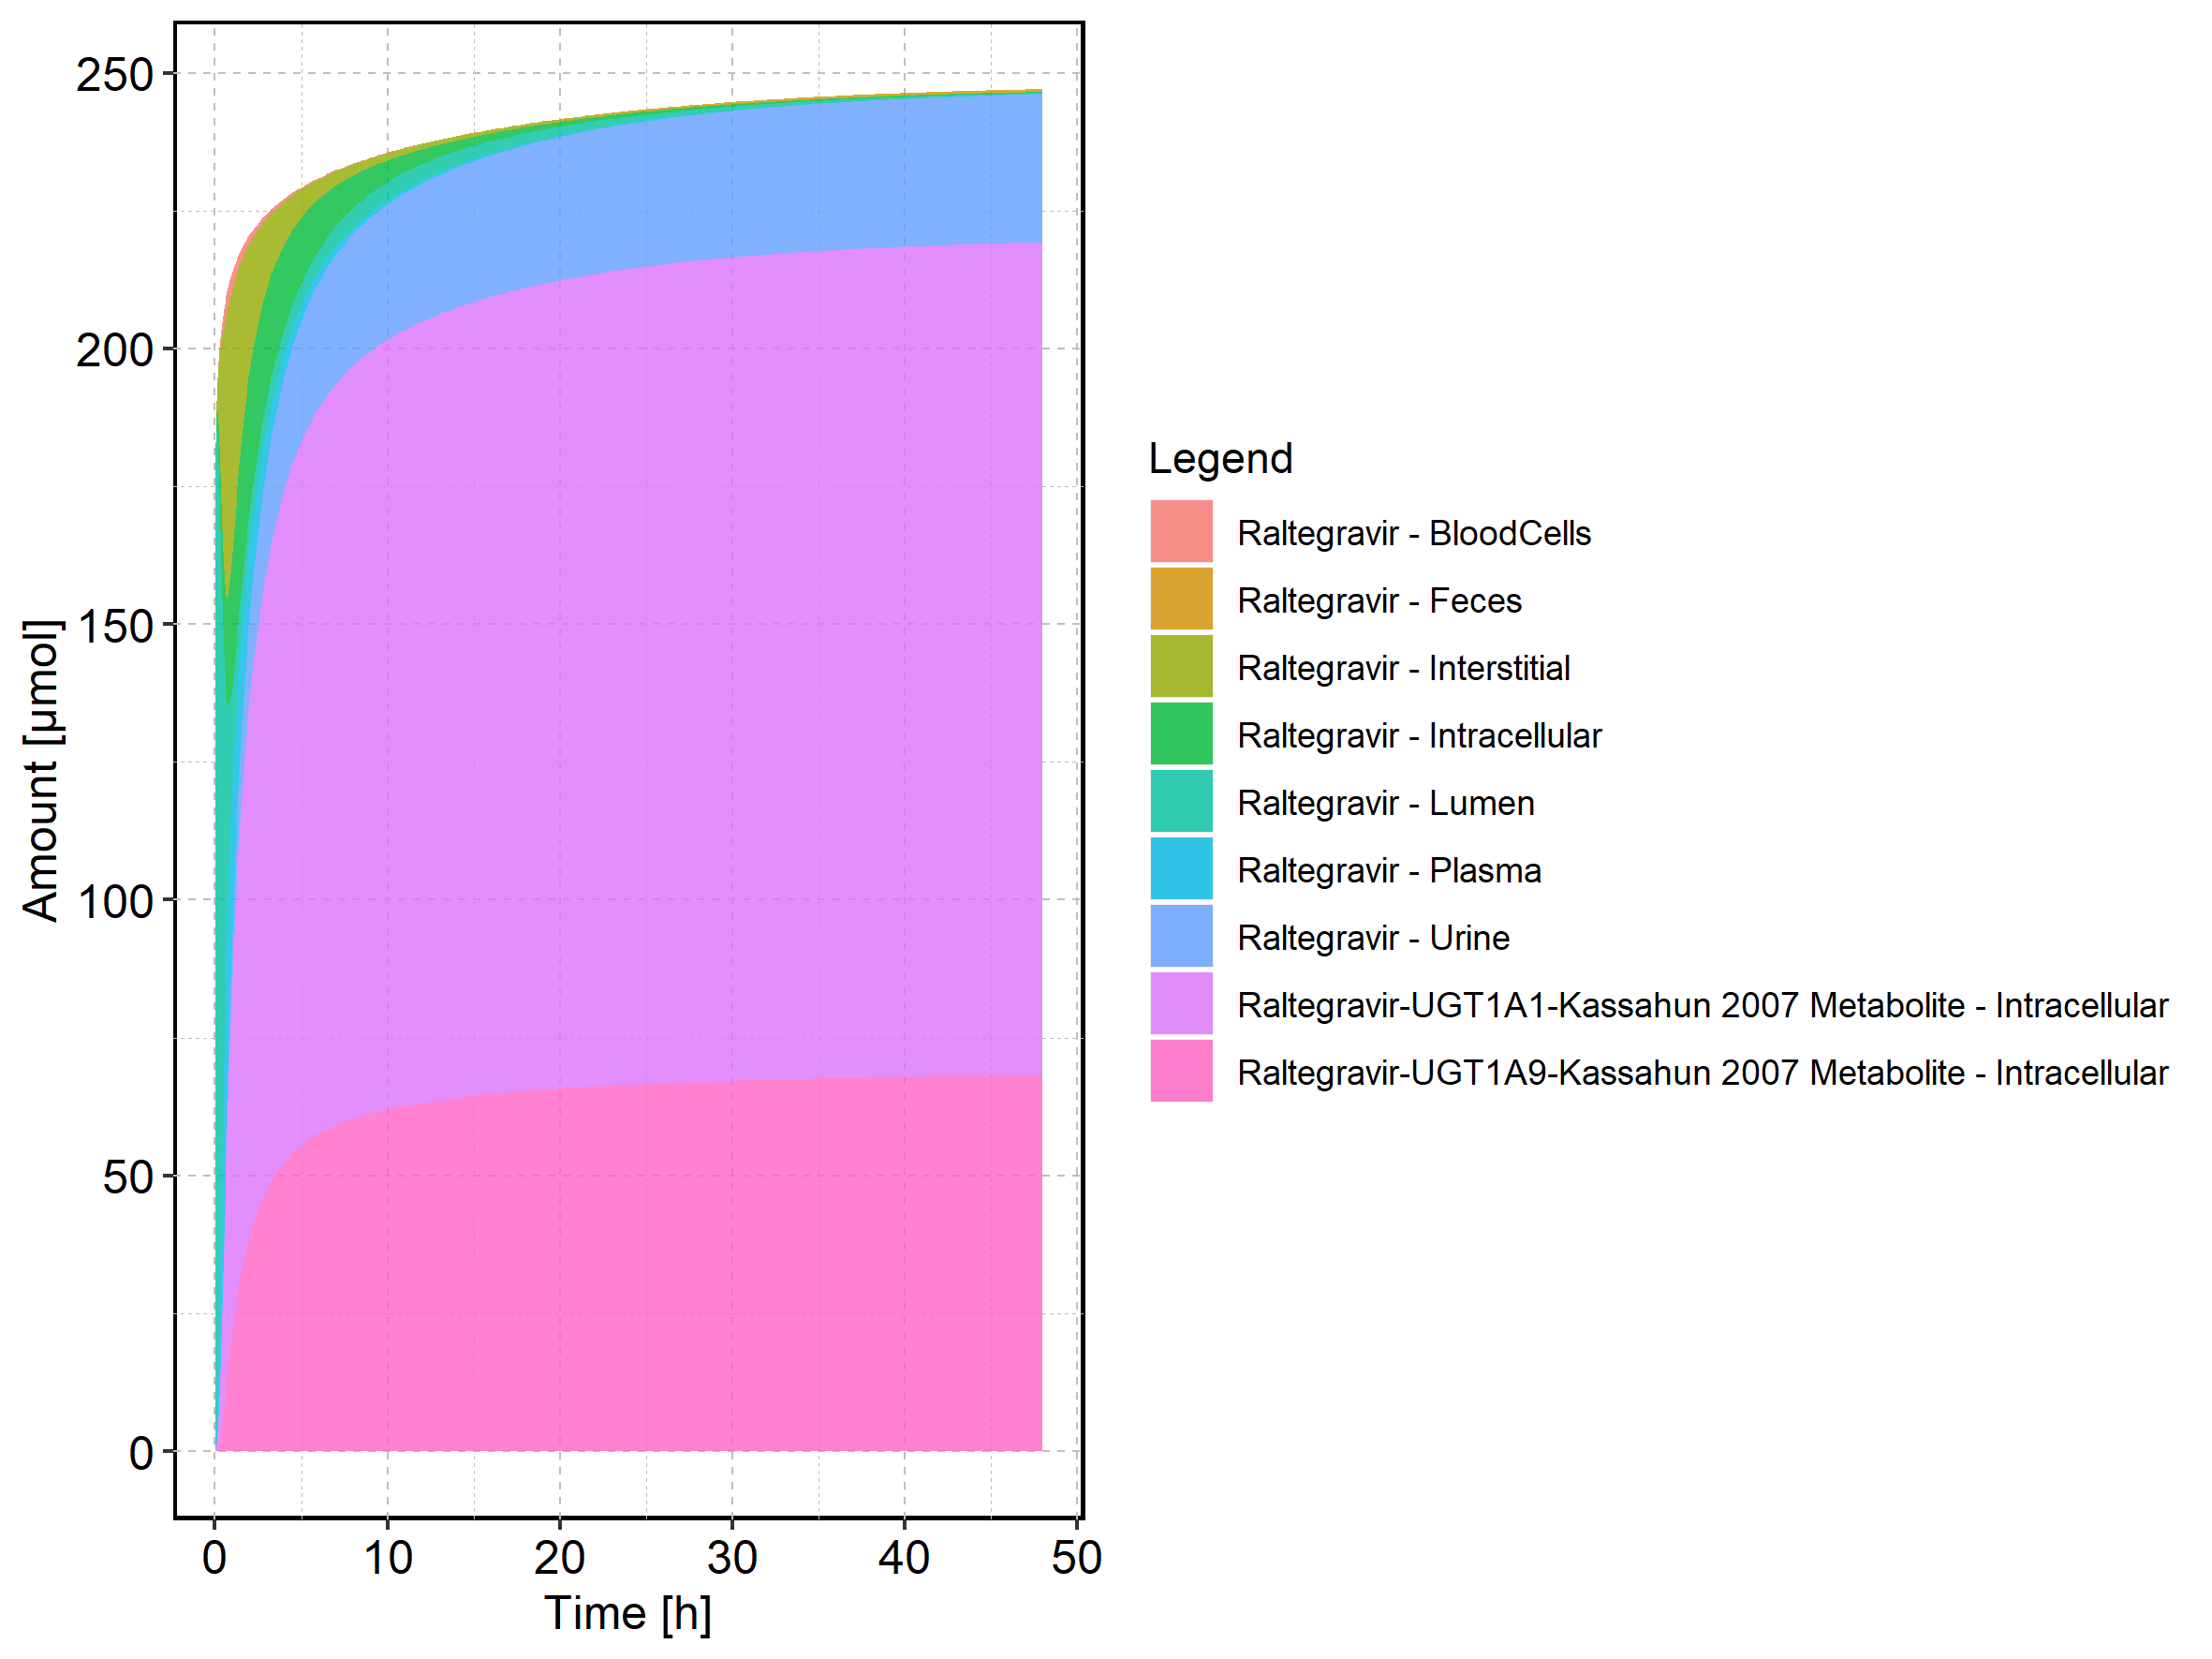 250
200
150
100
50
0
Amount [µmol]
0 10 20 30 40 50
Time [h]
Legend
Raltegravir - BloodCells
Raltegravir - Feces
Raltegravir - Interstitial
Raltegravir - Intracellular
Raltegravir - Lumen
Raltegravir - Plasma
Raltegravir - Urine
Raltegravir-UGT1A1-Kassahun 2007 Metabolite - Intracellular
Raltegravir-UGT1A9-Kassahun 2007 Metabolite - Intracellular